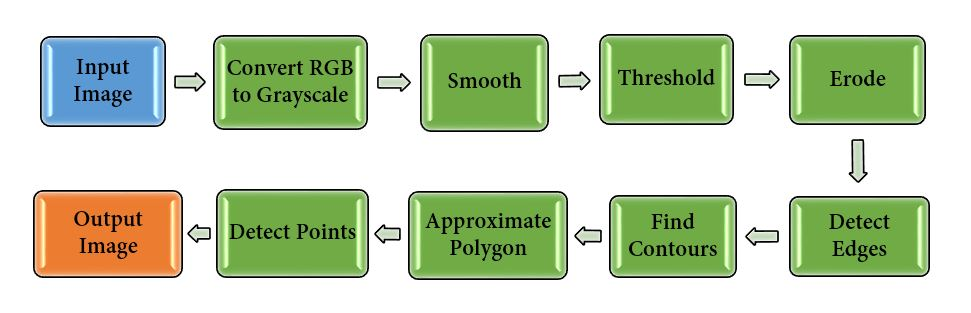 Input
Image
Convert RGB
to Grayscale
Smooth
Threshold
Erode
Detect
Edges
Find
Contours
Approximate
Polygon
Detect Points
Output
Image